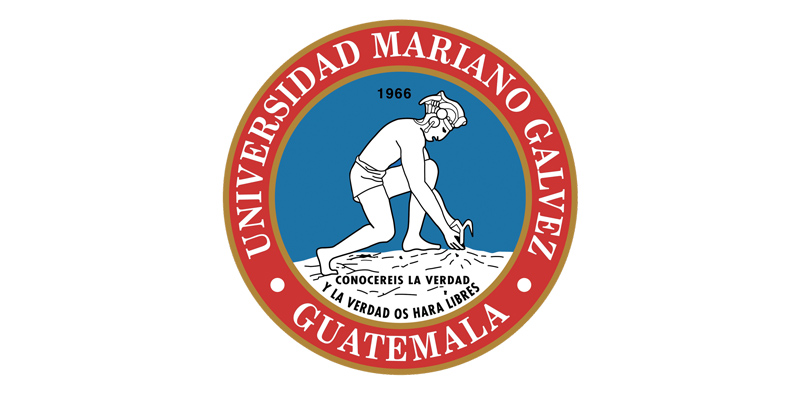 UNIVERSIDAD MARIANO GALVEZ
1966
CONOCEREIS LA VERDAD
Y LA VERDAD OS HARA LIBRES
GUATEMALA